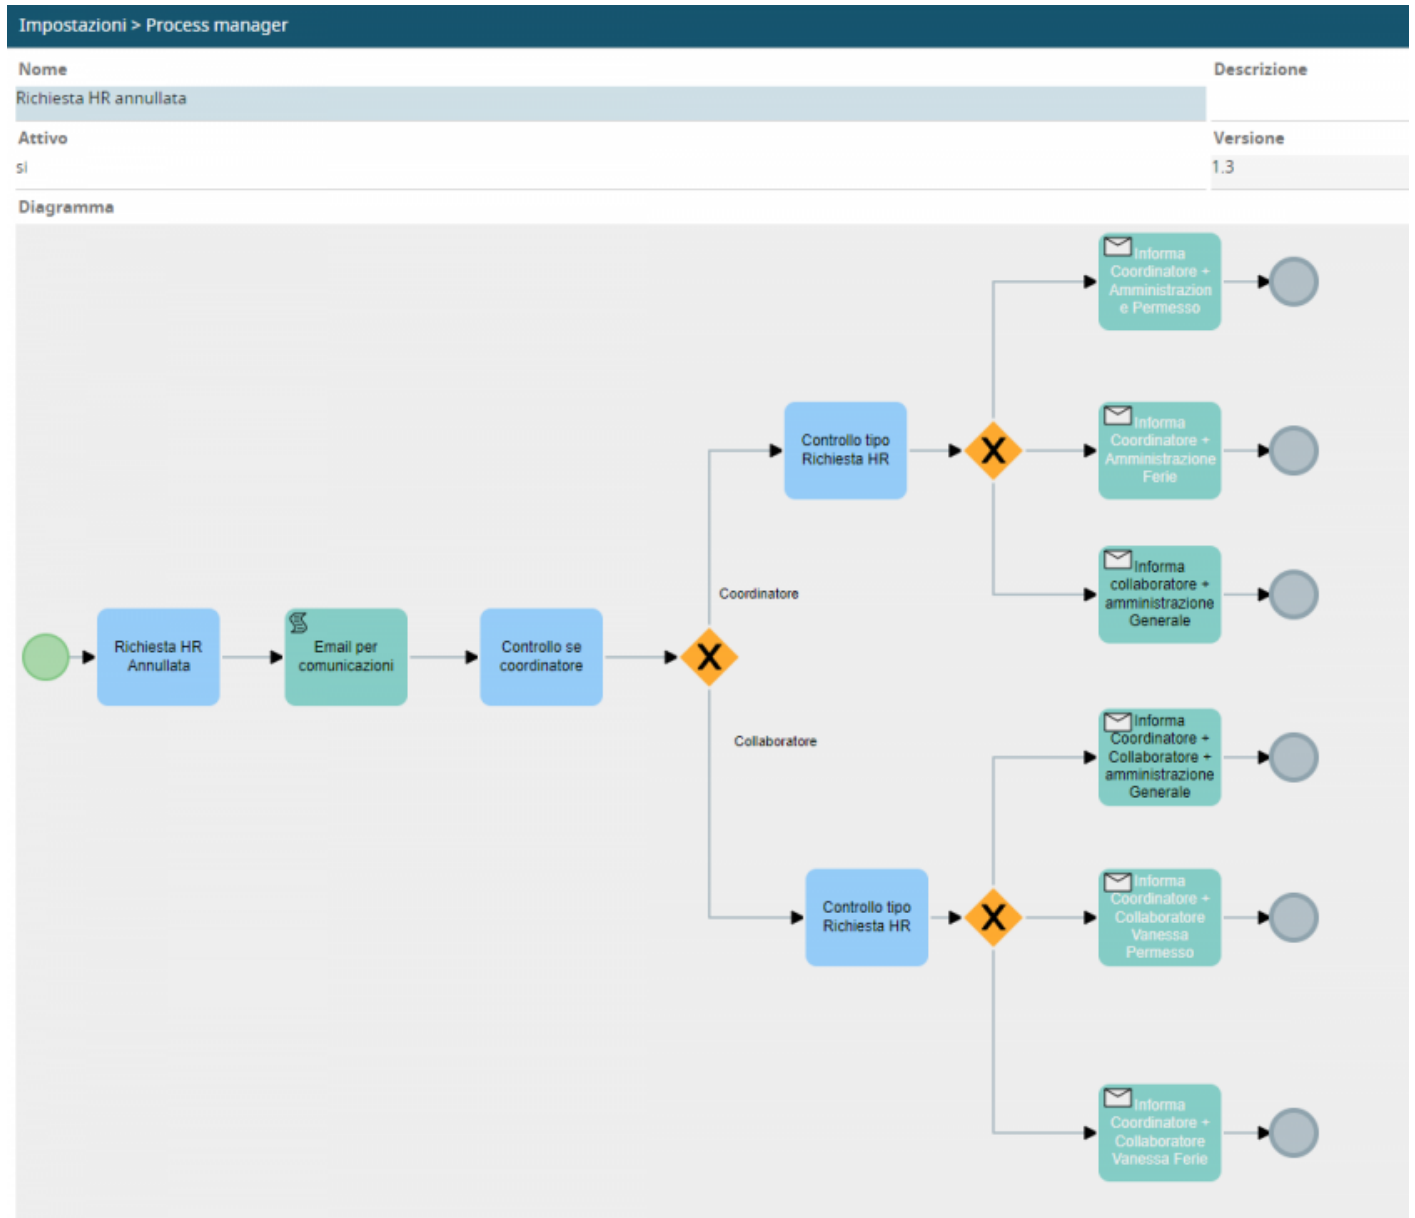 Impostazioni > Process manager
Nome
Descrizione
Richiesta HR annullata
Attivo
Versione
si
1.3
Diagramma
Informa
Coordinatore +
Amministrazion
e Permesso
Controllo tipo
Richiesta HR
X
Informa
Coordinatore +
Amministrazione
Ferie
Informa
collaboratore +
amministrazione
Generale
Coordinatore
Richiesta HR
Annullata
Email per
comunicazioni
Controllo se
coordinatore
X
Collaboratore
Informa
Coordinatore +
Collaboratore +
amministrazione
Generale
Controllo tipo
Richiesta HR
X
Informa
Coordinatore +
Collaboratore
Vanessa
Permesso
Informa
Coordinatore +
Collaboratore
Vanessa Ferie